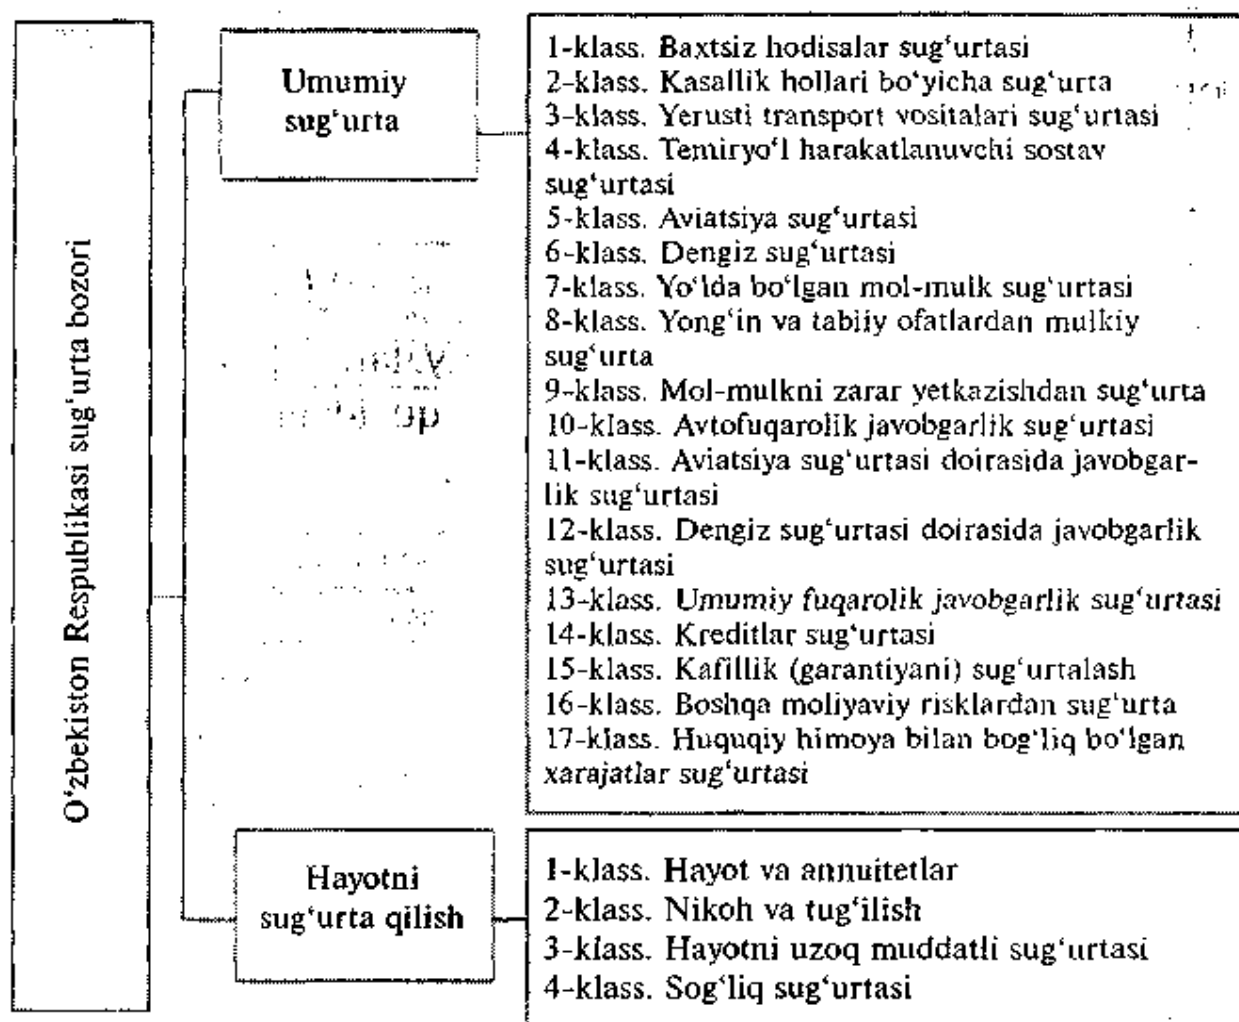 O‘zbekiston Respublikasi sug‘urta bozori
Umumiy
sug‘urta
1-klass. Baxtsiz hodisalar sug‘urtasi
2-klass. Kasallik hollari bo‘yicha sug‘urta
3-klass. Yerusti transport vositalari sug‘urtasi
4-klass. Temiryo‘l harakatlanuvchi sostav
sug‘urtasi
5-klass. Aviatsiya sug‘urtasi
6-klass. Dengiz sug‘urtasi
7-klass. Yo‘lda bo‘lgan mol-mulk sug‘urtasi
8-klass. Yong‘in va tabiiy ofatlardan mulkiy
sug‘urta
9-klass. Mol-mulkni zarar yetkazishdan sug‘urta
10-klass. Avtofuqarolik javobgarlik sug‘urtasi
11-klass. Aviatsiya sug‘urtasi doirasida javobgar-
lik sug‘urtasi
12-klass. Dengiz sug‘urtasi doirasida javobgarlik
sug‘urtasi
13-klass. Umumiy fuqarolik javobgarlik sug‘urtasi
14-klass. Kreditlar sug‘urtasi
15-klass. Kafillik (garantiyani) sug‘urtalash
16-klass. Boshqa moliyaviy risklardan sug‘urta
17-klass. Huquqiy himoya bilan bog‘liq bo‘lgan
xarajatlar sug‘urtasi
Hayotni
sug‘urta qilish
1-klass. Hayot va annuitetlar
2-klass. Nikoh va tug‘ilish
3-klass. Hayotni uzoq muddatli sug‘urtasi
4-klass. Sog‘liq sug‘urtasi